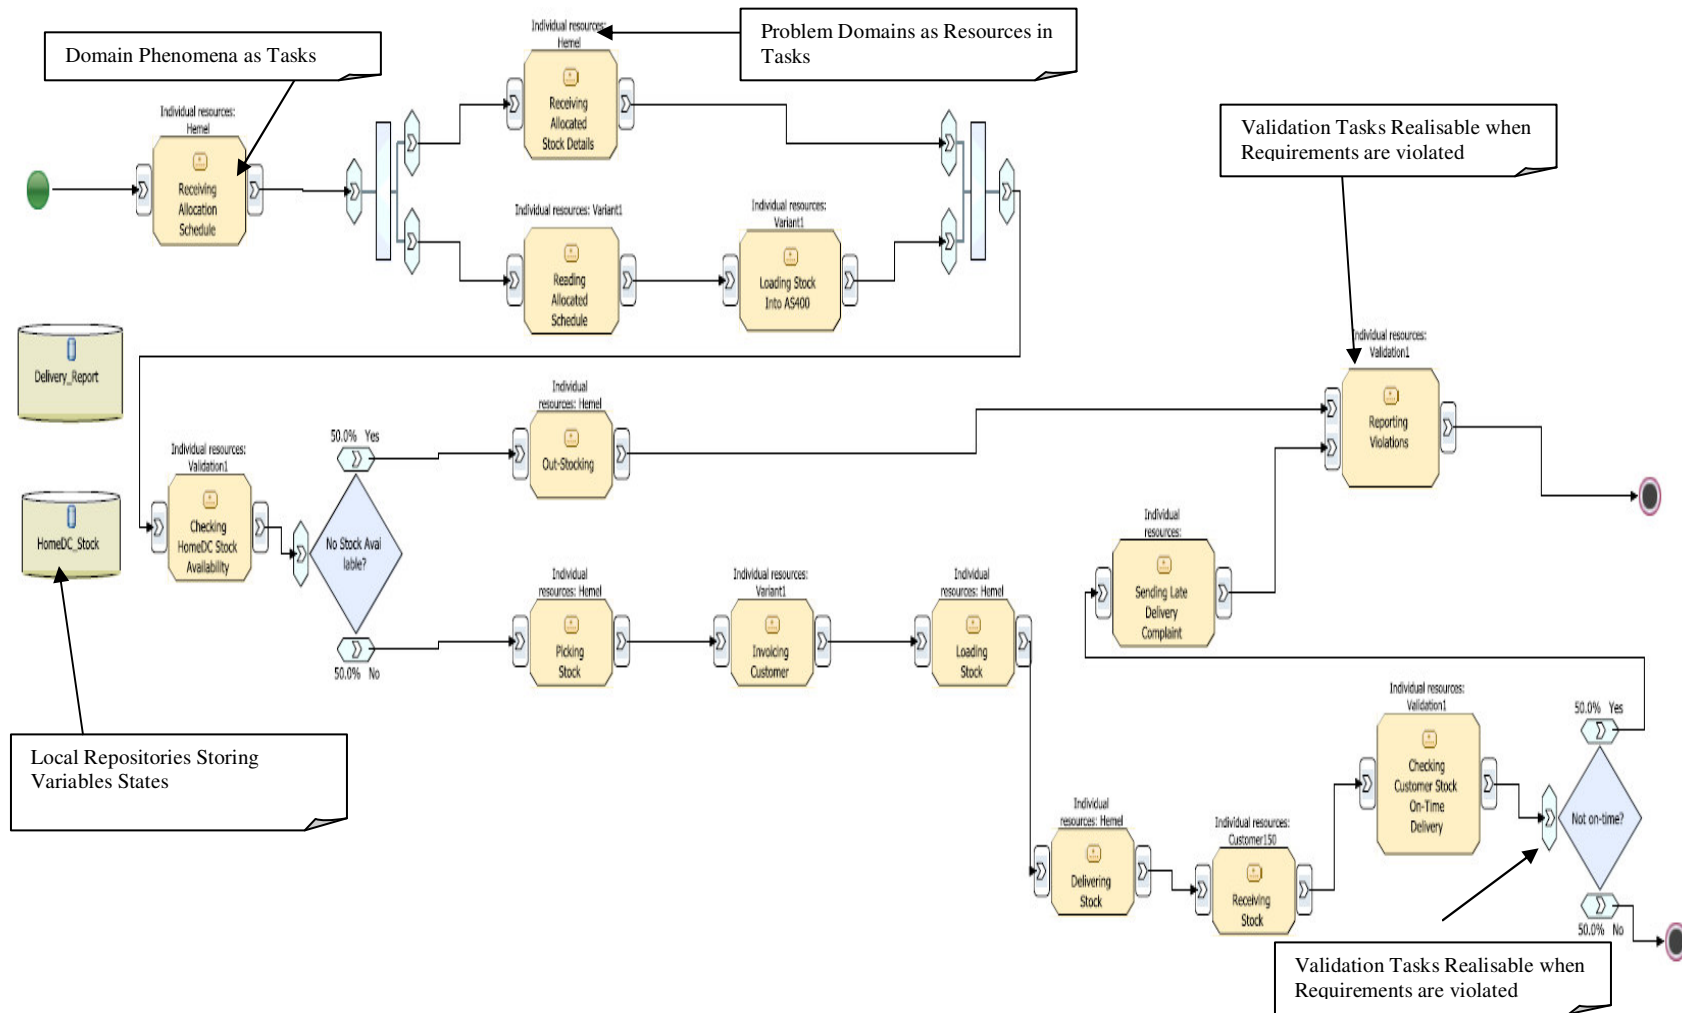 Individual resources:
Hemel
Problem Domains as Resources in
Tasks
Domain Phenomena as Tasks
Individual resources:
Hemel
Receiving
Allocated
Stock Details
Validation Tasks Realisable when
Requirements are violated
Receiving
Allocation
Schedule
Individual resources: Variant1
Individual resources:
Variant1
Reading
Allocated
Schedule
Loading Stock
Into AS400
Individual resources:
Validation1
Delivery_Report
Individual
resources: Hemel
Reporting
Violations
50.0% Yes
Individual resources:
Validation1
Out-Stocking
Checking
HomeDC Stock
Availability
No Stock Avai
lable?
HomeDC_Stock
Individual
resources:
Sending Late
Delivery
Complaint
Individual
resources: Hemel
Individual resources:
Variant1
Individual
resources: Hemel
Picking
Stock
Invoicing
Customer
Loading
Stock
50.0% No
Individual resources:
Validation1
50.0% Yes
Local Repositories Storing
Variables States
Checking
Customer Stock
On-Time
Delivery
Not on-time?
Individual
resources: Hemel
Individual resources:
Customer150
Delivering
Stock
Receiving
Stock
50.0% No
Validation Tasks Realisable when
Requirements are violated